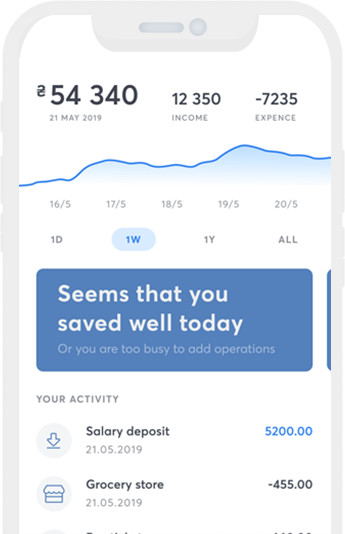 ₴54 340
12 350
-7235
21 MAY 2019
INCOME
EXPENCE
16/5 17/5 18/5 19/5 20/5
1D 1W 1Y ALL
Seems that you
saved well today
Or you are too busy to add operations
YOUR ACTIVITY
Salary deposit 5200.00
21.05.2019
Grocery store -455.00
21.05.2019